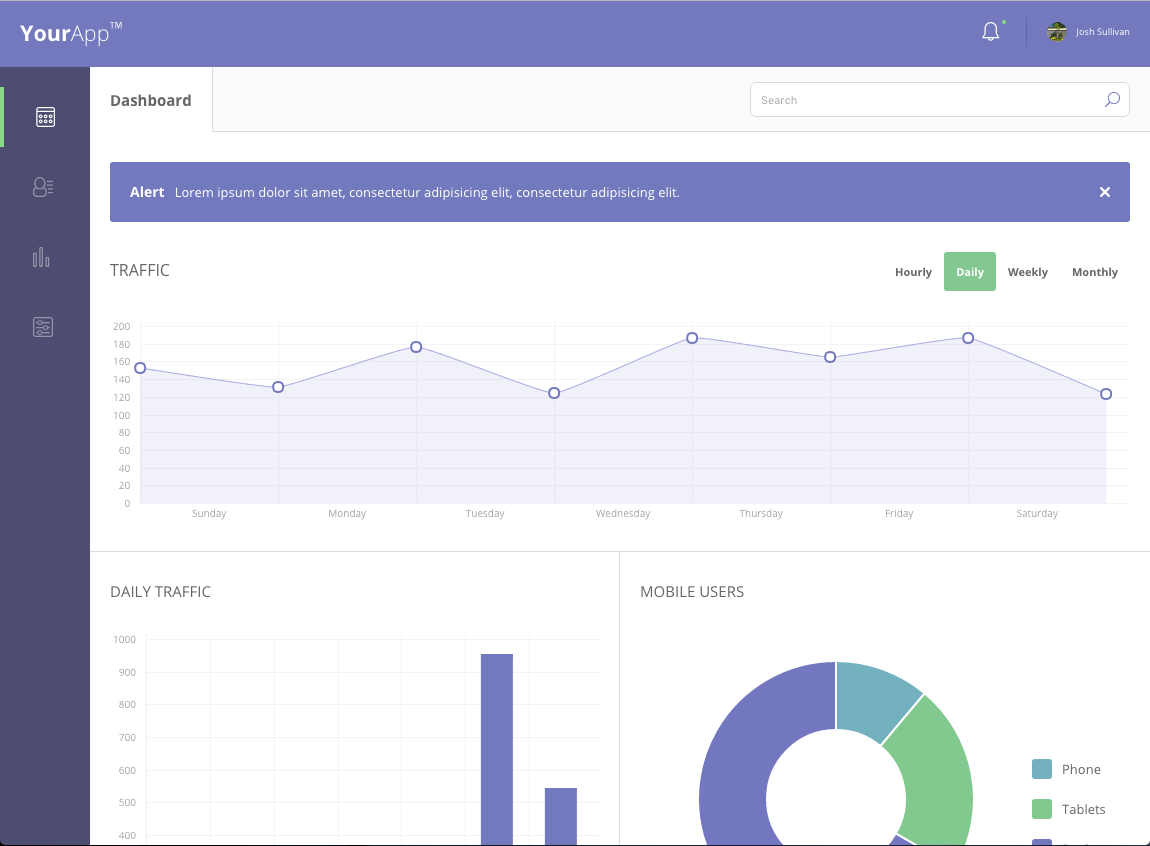 YourApp™
Josh Sullivan
Dashboard
Search
Alert Lorem ipsum dolor sit amet, consectetur adipisicing elit, consectetur adipisicing elit.
TRAFFIC
Hourly Daily Weekly Monthly
200
180
160
140
120
100
80
60
40
20
0
Sunday Monday Tuesday Wednesday Thursday Friday Saturday
DAILY TRAFFIC
1000
900
800
700
600
500
400
MOBILE USERS
Phone
Tablets